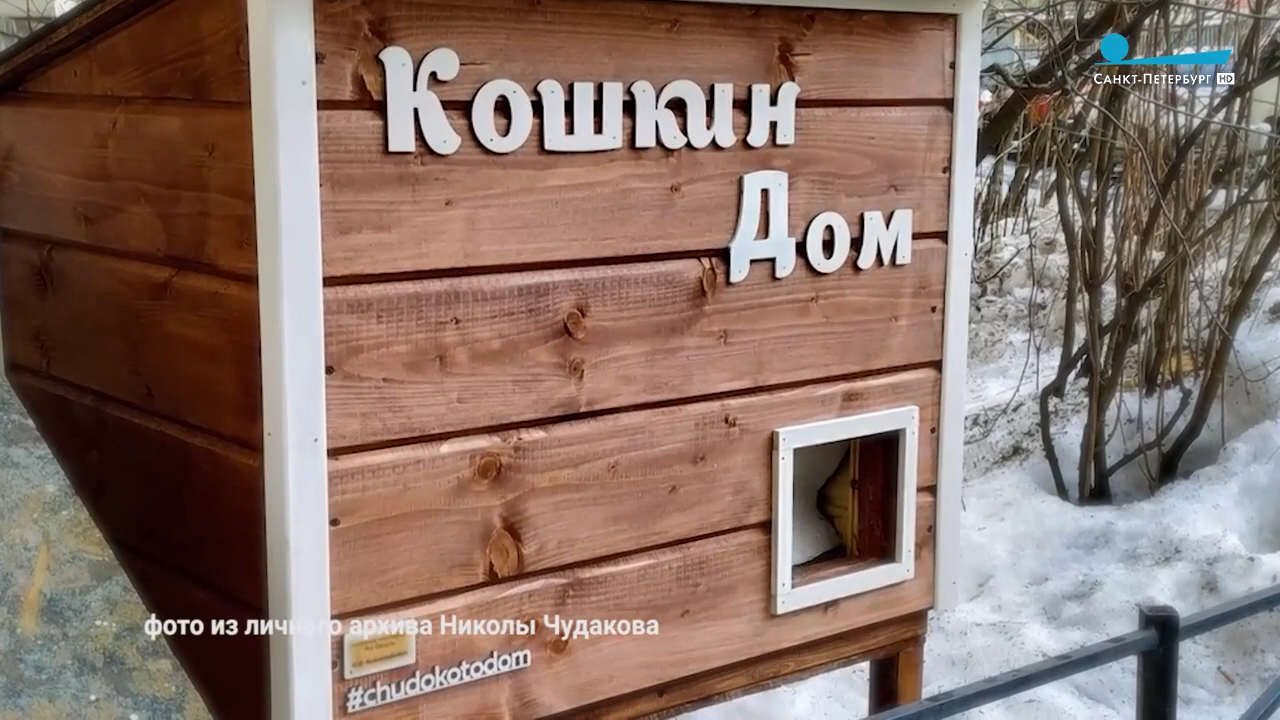 Кошкин
Дом
Санкт-Петербург HD
фото из личного архива Николы Чудакова
#chudokotodom